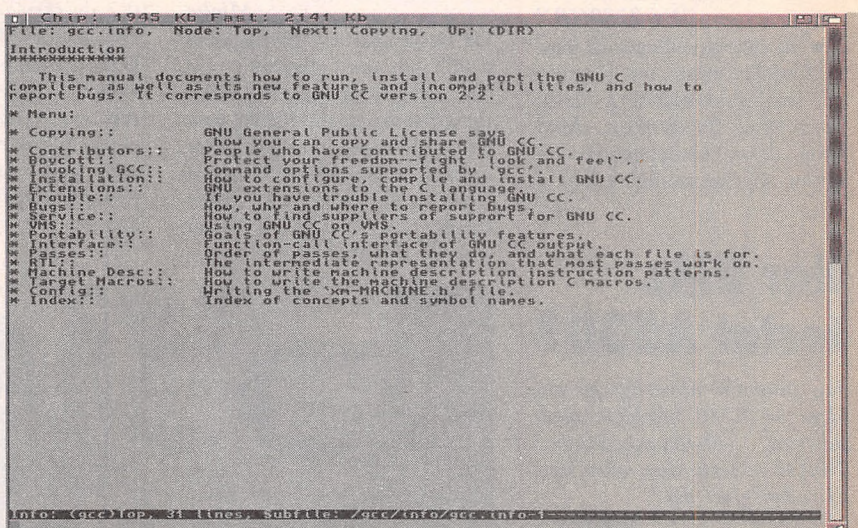 Chip: 1945 Kb Fast: 2141 Kb
File: gcc.info,  Node: Top,  Next: Copying,  Up: (DIR)
Introduction
************
This manual documents how to run, install and port the GNU C
compiler, as well as its new features and incompatibilities, and how to
report bugs. It corresponds to GNU CC version 2.2.
* Menu:
* Copying::       GNU General Public License says
how you can copy and share GNU CC.
* Contributors::  People who have contributed to GNU CC.
* Boycott::       Protect your freedom--fight "look and feel".
* Invoking GCC::  Command options supported by `gcc'.
* Installation::  How to configure, compile and install GNU CC.
* Extensions::    GNU extensions to the C language.
* Trouble::       If you have trouble installing GNU CC.
* Bugs::          How, why and where to report bugs.
* Service::       How to find suppliers of support for GNU CC.
* VMS::           Using GNU CC on VMS.
* Portability::   Goals of GNU CC's portability features.
* Interface::     Function-call interface of GNU CC output.
* Passes::        Order of passes, what they do, and what each file is for.
* RTL::           The intermediate representation that most passes work on.
* Machine Desc::  How to write machine description instruction patterns.
* Target Macros:: How to write the machine description C macros.
* Config::        Writing the `xm-MACHINE.h' file.
* Index::         Index of concepts and symbol names.
Info: (gcc)Top, 31 lines, Subfile: /gcc/info/gcc.info-1